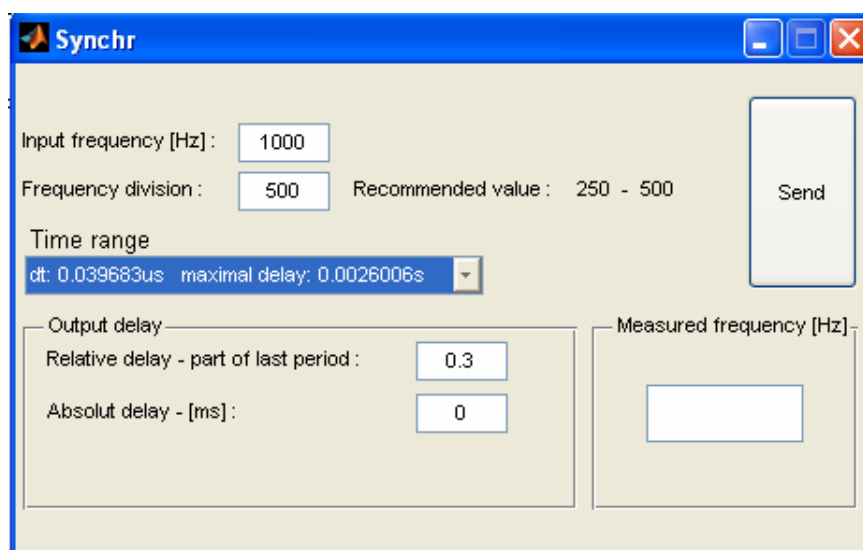 Synchr
Input frequency [Hz] : 1000
Frequency division : 500 Recommended value : 250 - 500
Send
Time range
dt: 0.039683us maximal delay: 0.0026006s
Output delay
Relative delay - part of last period : 0.3
Absolut delay - [ms] : 0
Measured frequency [Hz]